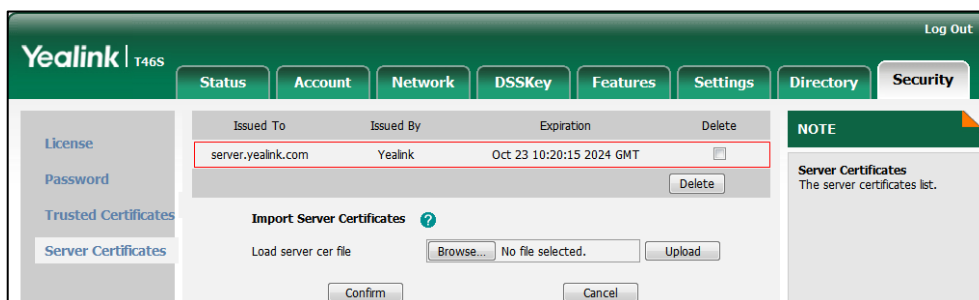 Log Out
Yealink T46S
Status Account Network DSSKey Features Settings Directory Security
License
Password
Trusted Certificates
Server Certificates
Issued To Issued By Expiration Delete
server.yealink.com Yealink Oct 23 10:20:15 2024 GMT
Delete
Import Server Certificates ?
Load server cer file Browse... No file selected. Upload
Confirm Cancel
NOTE
Server Certificates
The server certificates list.